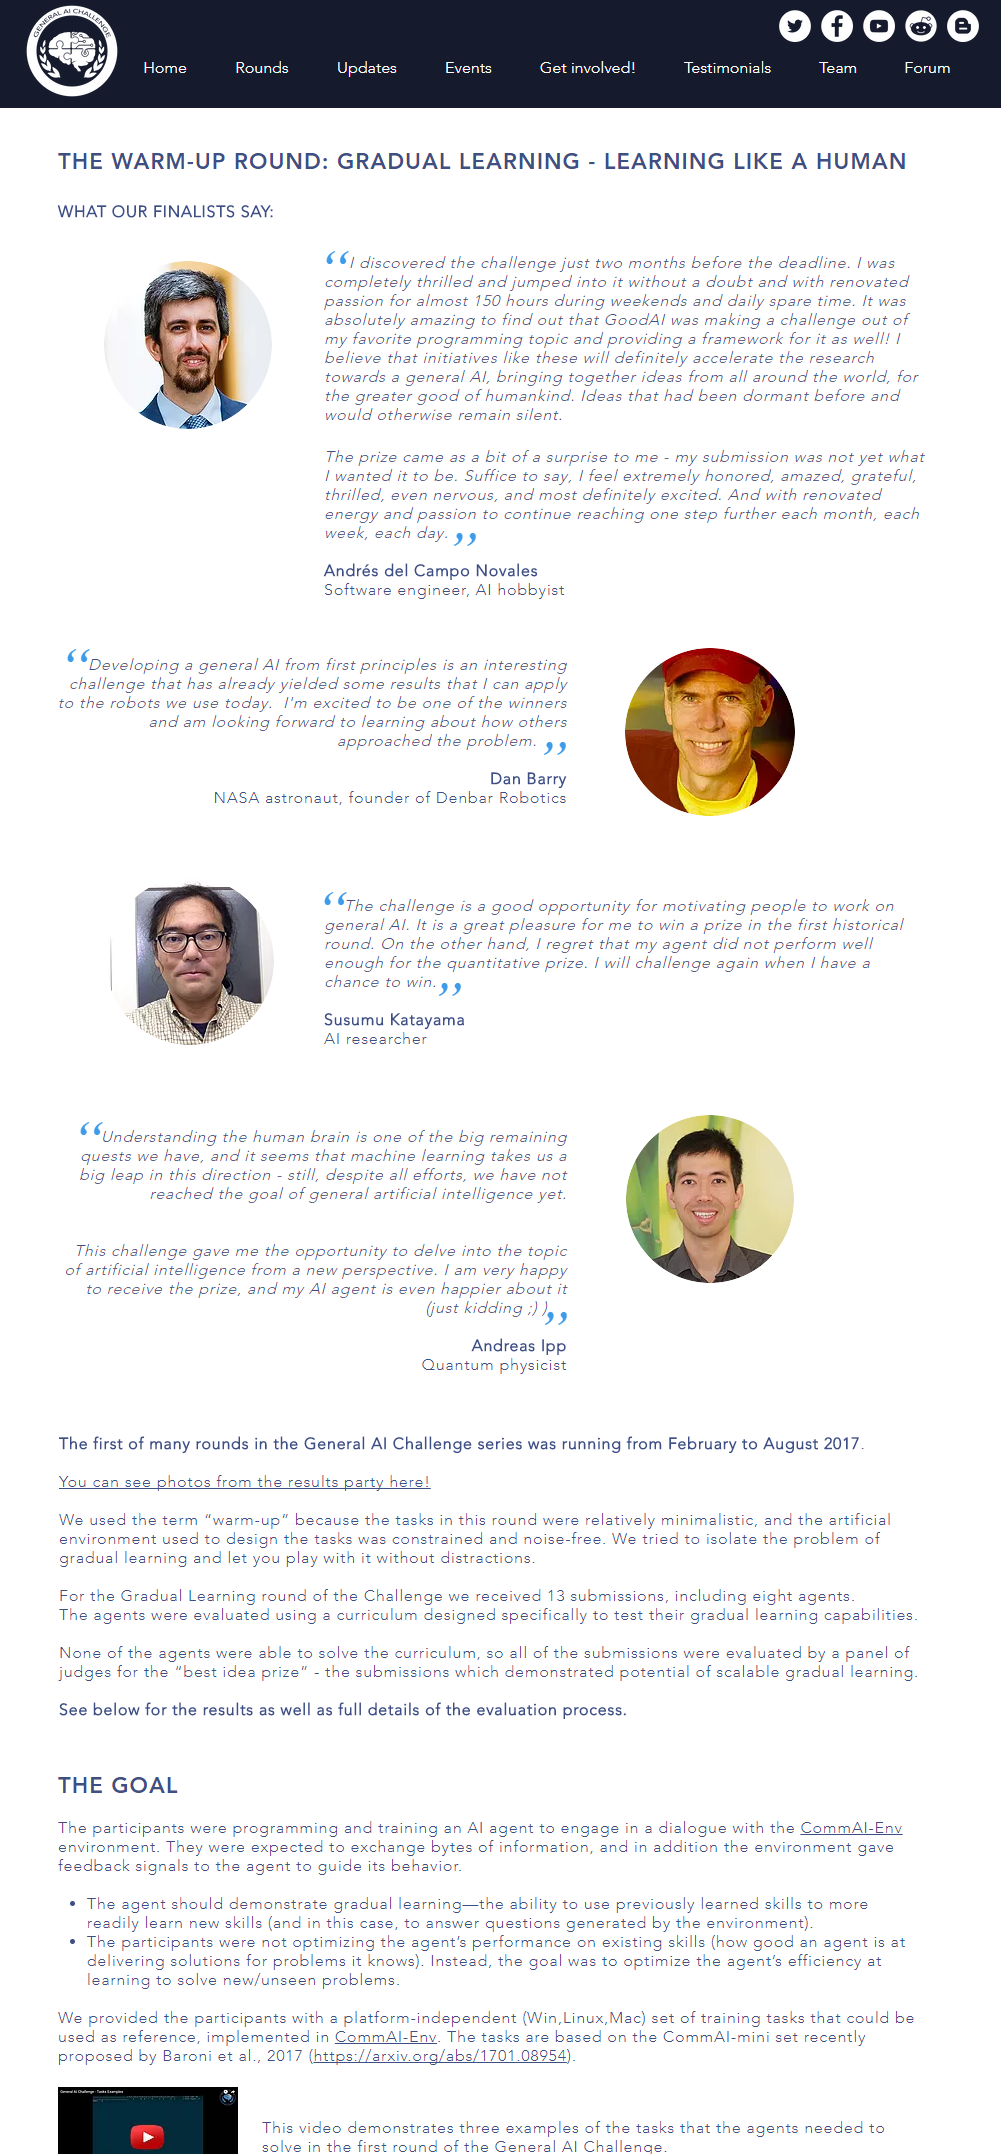 GENERAL AI CHALLENGE
Home
Rounds
Updates
Events
Get involved!
Testimonials
Team
Forum
THE WARM-UP ROUND: GRADUAL LEARNING - LEARNING LIKE A HUMAN
WHAT OUR FINALISTS SAY:
“I discovered the challenge just two months before the deadline. I was
completely thrilled and jumped into it without a doubt and with renovated
passion for almost 150 hours during weekends and daily spare time. It was
absolutely amazing to find out that GoodAI was making a challenge out of
my favorite programming topic and providing a framework for it as well! I
believe that initiatives like these will definitely accelerate the research
towards a general AI, bringing together ideas from all around the world, for
the greater good of humankind. Ideas that had been dormant before and
would otherwise remain silent.
The prize came as a bit of a surprise to me - my submission was not yet what
I wanted it to be. Suffice to say, I feel extremely honored, amazed, grateful,
thrilled, even nervous, and most definitely excited. And with renovated
energy and passion to continue reaching one step further each month, each
week, each day. ”
Andrés del Campo Novales
Software engineer, AI hobbyist
“Developing a general AI from first principles is an interesting
challenge that has already yielded some results that I can apply
to the robots we use today.  I'm excited to be one of the winners
and am looking forward to learning about how others
approached the problem. ”
Dan Barry
NASA astronaut, founder of Denbar Robotics
“The challenge is a good opportunity for motivating people to work on
general AI. It is a great pleasure for me to win a prize in the first historical
round. On the other hand, I regret that my agent did not perform well
enough for the quantitative prize. I will challenge again when I have a
chance to win.”
Susumu Katayama
AI researcher
“Understanding the human brain is one of the big remaining
quests we have, and it seems that machine learning takes us a
big leap in this direction - still, despite all efforts, we have not
reached the goal of general artificial intelligence yet.
This challenge gave me the opportunity to delve into the topic
of artificial intelligence from a new perspective. I am very happy
to receive the prize, and my AI agent is even happier about it
(just kidding ;) )”
Andreas Ipp
Quantum physicist
The first of many rounds in the General AI Challenge series was running from February to August 2017.
You can see photos from the results party here!
We used the term “warm-up” because the tasks in this round were relatively minimalistic, and the artificial
environment used to design the tasks was constrained and noise-free. We tried to isolate the problem of
gradual learning and let you play with it without distractions.
For the Gradual Learning round of the Challenge we received 13 submissions, including eight agents.
The agents were evaluated using a curriculum designed specifically to test their gradual learning capabilities.
None of the agents were able to solve the curriculum, so all of the submissions were evaluated by a panel of
judges for the “best idea prize” - the submissions which demonstrated potential of scalable gradual learning.
See below for the results as well as full details of the evaluation process.
THE GOAL
The participants were programming and training an AI agent to engage in a dialogue with the CommAI-Env
environment. They were expected to exchange bytes of information, and in addition the environment gave
feedback signals to the agent to guide its behavior.
• The agent should demonstrate gradual learning—the ability to use previously learned skills to more
readily learn new skills (and in this case, to answer questions generated by the environment).
• The participants were not optimizing the agent’s performance on existing skills (how good an agent is at
delivering solutions for problems it knows). Instead, the goal was to optimize the agent’s efficiency at
learning to solve new/unseen problems.
We provided the participants with a platform-independent (Win,Linux,Mac) set of training tasks that could be
used as reference, implemented in CommAI-Env. The tasks are based on the CommAI-mini set recently
proposed by Baroni et al., 2017 (https://arxiv.org/abs/1701.08954).
General AI Challenge - Tasks Examples
This video demonstrates three examples of the tasks that the agents needed to
solve in the first round of the General AI Challenge.